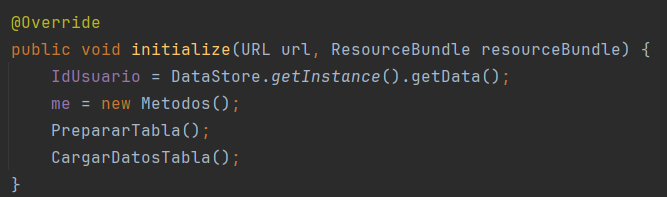 @Override
public void initialize(URL url, ResourceBundle resourceBundle) {
    IdUsuario = DataStore.getInstance().getData();
    me = new Metodos();
    PrepararTabla();
    CargarDatosTabla();
}